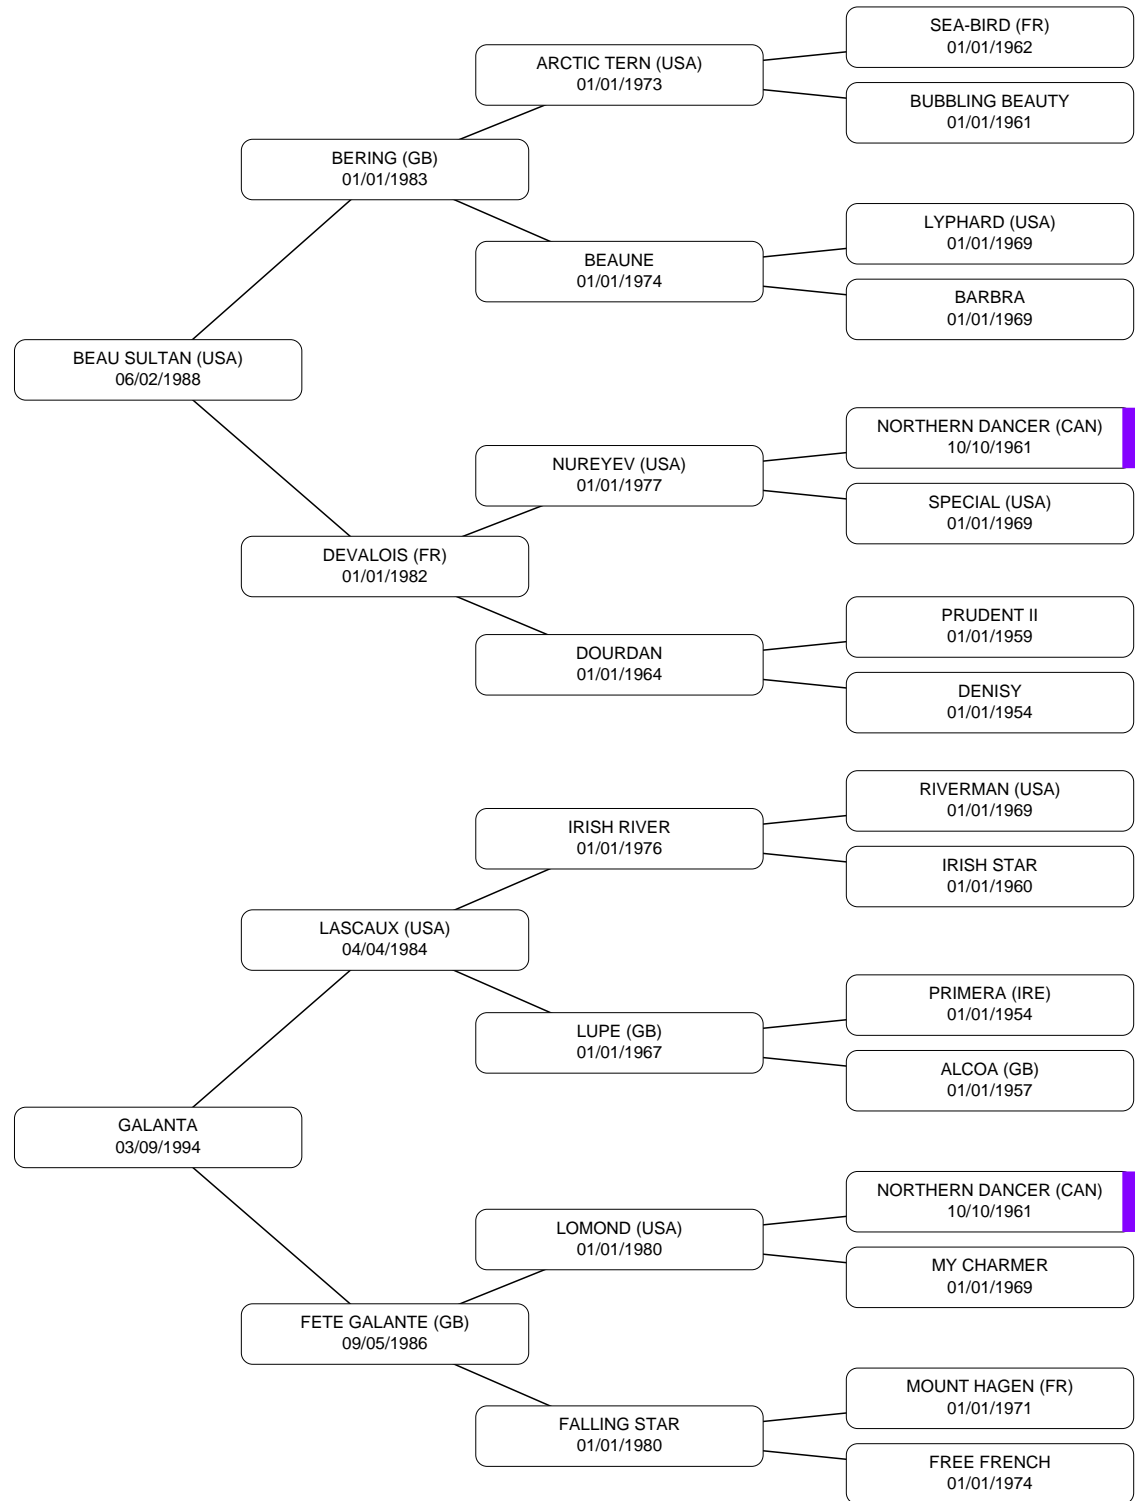 SEA-BIRD (FR)
01/01/1962
ARCTIC TERN (USA)
01/01/1973
BUBBLING BEAUTY
01/01/1961
BERING (GB)
01/01/1983
LYPHARD (USA)
01/01/1969
BEAUNE
01/01/1974
BARBRA
01/01/1969
BEAU SULTAN (USA)
06/02/1988
NORTHERN DANCER (CAN)
10/10/1961
NUREYEV (USA)
01/01/1977
SPECIAL (USA)
01/01/1969
DEVALOIS (FR)
01/01/1982
PRUDENT II
01/01/1959
DOURDAN
01/01/1964
DENISY
01/01/1954
RIVERMAN (USA)
01/01/1969
IRISH RIVER
01/01/1976
IRISH STAR
01/01/1960
LASCAUX (USA)
04/04/1984
PRIMERA (IRE)
01/01/1954
LUPE (GB)
01/01/1967
ALCOA (GB)
01/01/1957
GALANTA
03/09/1994
NORTHERN DANCER (CAN)
10/10/1961
LOMOND (USA)
01/01/1980
MY CHARMER
01/01/1969
FETE GALANTE (GB)
09/05/1986
MOUNT HAGEN (FR)
01/01/1971
FALLING STAR
01/01/1980
FREE FRENCH
01/01/1974